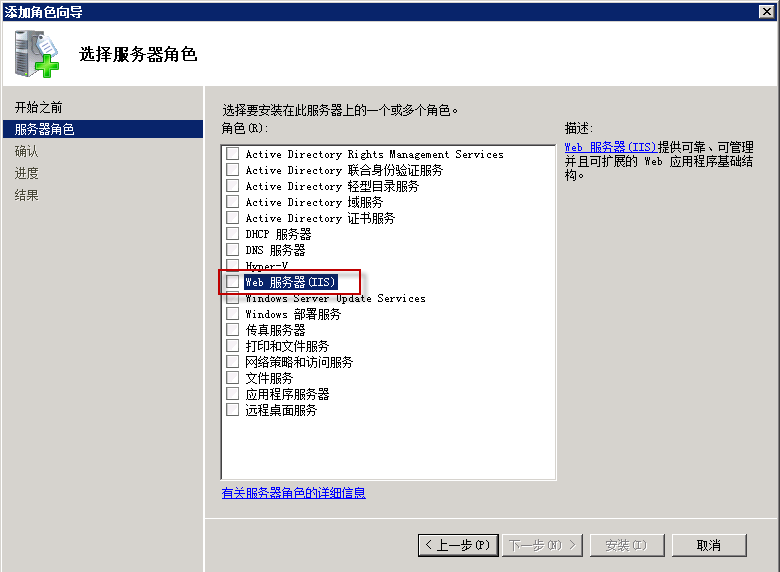 添加角色向导
选择服务器角色
开始之前
服务器角色
确认
进度
结果
选择要安装在此服务器上的一个或多个角色。
角色(R):
Active Directory Rights Management Services
Active Directory 联合身份验证服务
Active Directory 轻型目录服务
Active Directory 域服务
Active Directory 证书服务
DHCP 服务器
DNS 服务器
Hyper-V
Web 服务器(IIS)
Windows Server Update Services
Windows 部署服务
传真服务器
打印和文件服务
网络策略和访问服务
文件服务
应用程序服务器
远程桌面服务
有关服务器角色的详细信息
描述:
Web 服务器(IIS)提供可靠、可管理
并且可扩展的 Web 应用程序基础结
构。
< 上一步(P)
下一步(N) >
安装(I)
取消